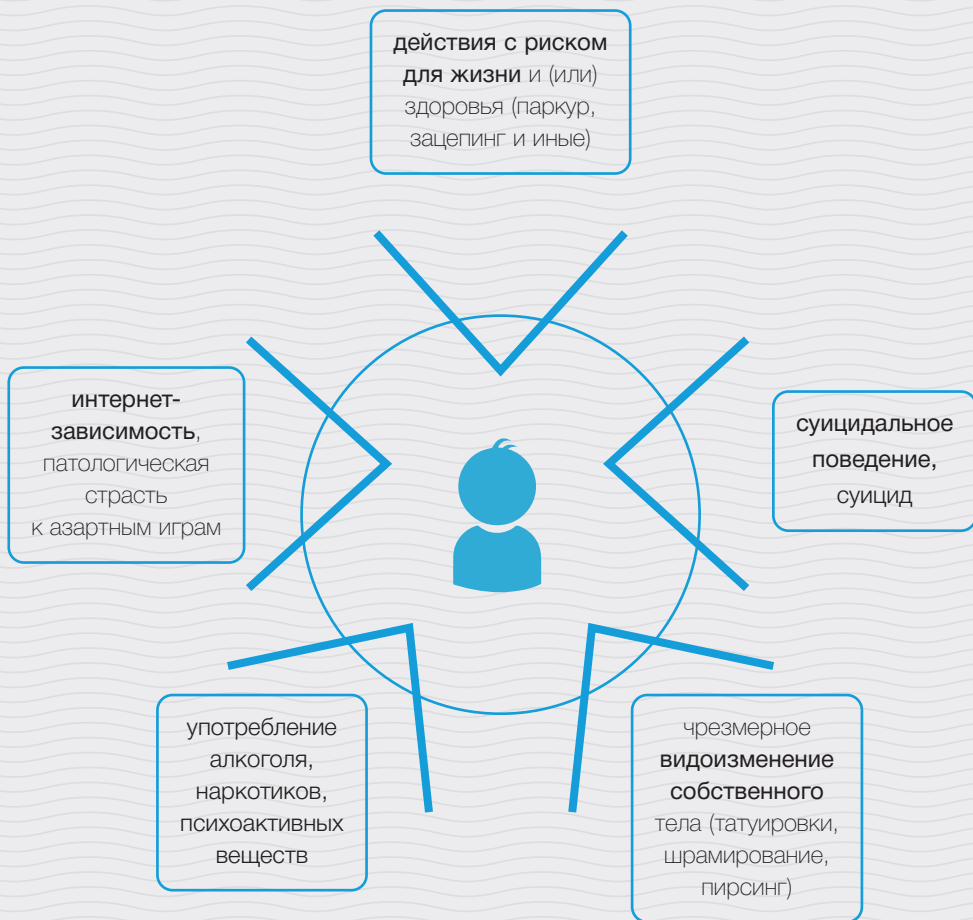 действия с риском
для жизни и (или)
здоровья (паркур,
зацепинг и иные)
интернет-
зависимость,
патологическая
страсть
к азартным играм
суицидальное
поведение,
суицид
употребление
алкоголя,
наркотиков,
психоактивных
веществ
чрезмерное
видоизменение
собственного
тела (татуировки,
шрамирование,
пирсинг)